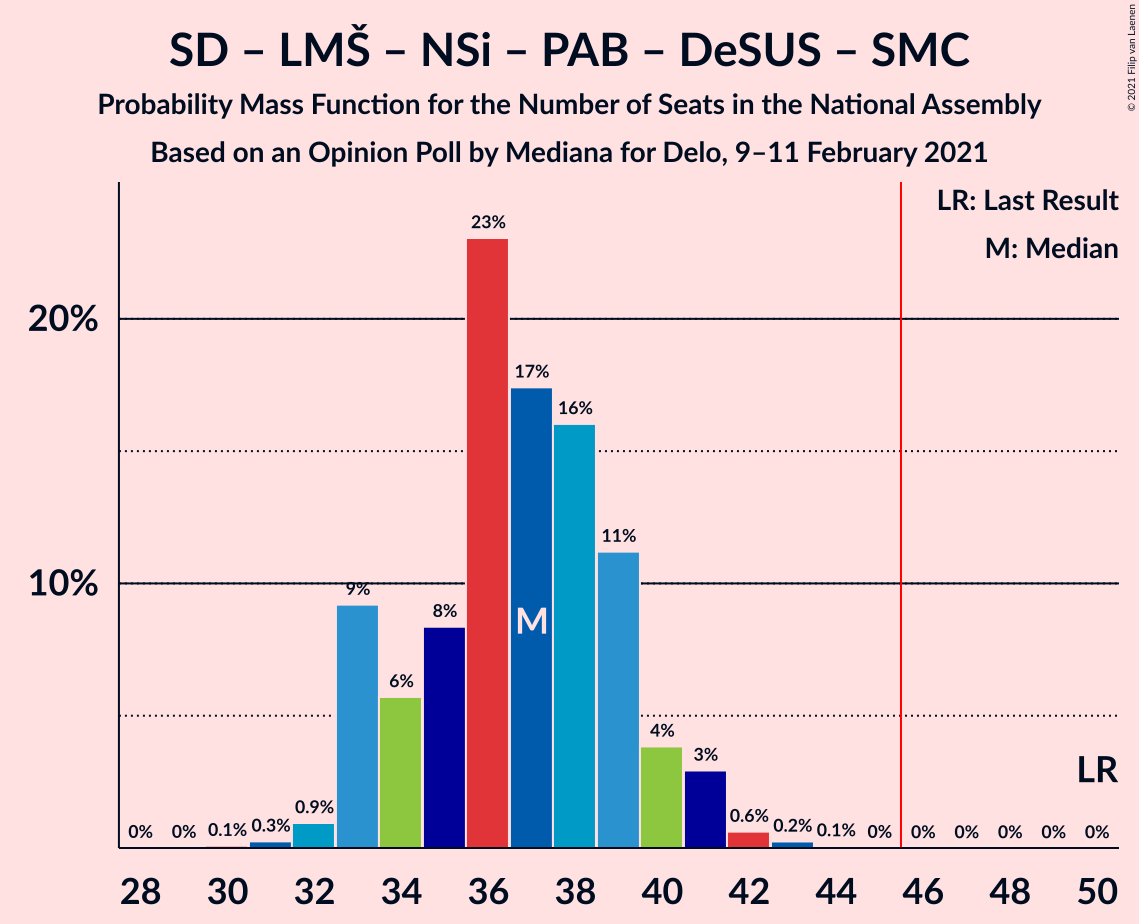 SD – LMŠ – NSi – PAB – DeSUS – SMC
Probability Mass Function for the Number of Seats in the National Assembly
Based on an Opinion Poll by Mediana for Delo, 9–11 February 2021
© 2021 Filip van Laenen
LR: Last Result
M: Median
20%
10%
0% 0% 0.1% 0.3% 0.9% 9% 6% 8% 23% 17% 16% 11% 4% 3% 0.6% 0.2% 0.1% 0% 0% 0% 0% 0% 0%
M
LR
28 30 32 34 36 38 40 42 44 46 48 50